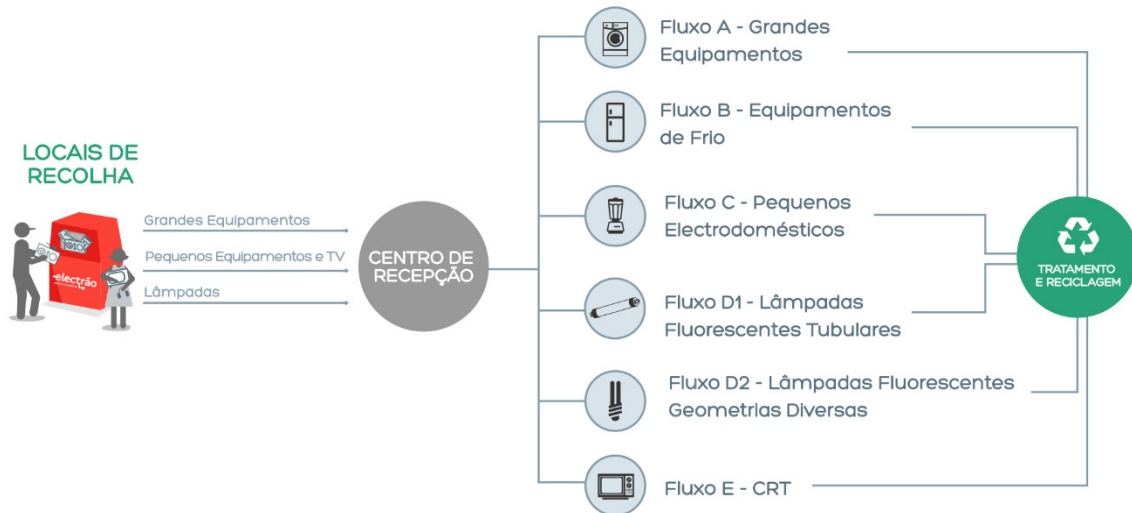 LOCAIS DE
RECOLHA
electrão
Grandes Equipamentos
Pequenos Equipamentos e TV
Lâmpadas
CENTRO DE
RECEPÇÃO
Fluxo A - Grandes
Equipamentos
Fluxo B - Equipamentos
de Frio
Fluxo C - Pequenos
Electrodomésticos
Fluxo D1 - Lâmpadas
Fluorescentes Tubulares
Fluxo D2 - Lâmpadas Fluorescentes
Geometrias Diversas
Fluxo E - CRT
TRATAMENTO
E RECICLAGEM